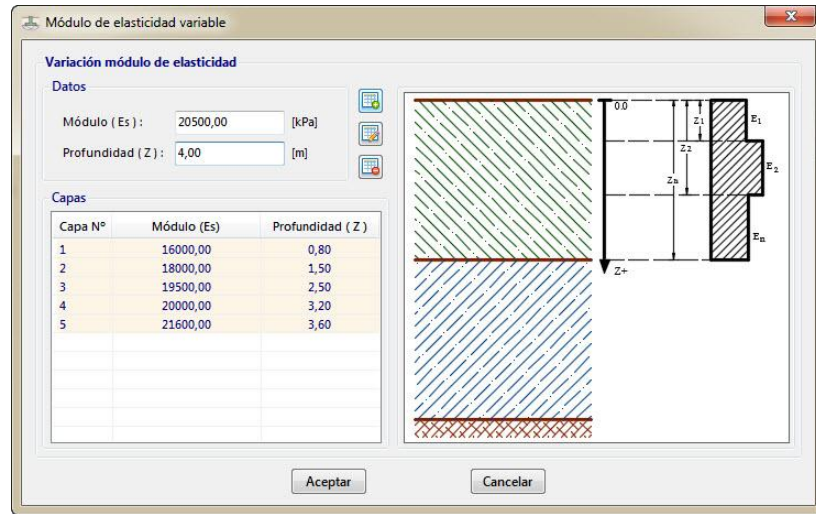 Módulo de elasticidad variable
Variación módulo de elasticidad
Datos
Módulo ( Es ) : 20500,00 [kPa]
Profundidad ( Z ) : 4,00 [m]
Capas
Capa Nº Módulo (Es) Profundidad ( Z )
1 16000,00 0,80
2 18000,00 1,50
3 19500,00 2,50
4 20000,00 3,20
5 21600,00 3,60
0.0
Z1
E1
Z2
E2
Zn
En
Z+
Aceptar Cancelar